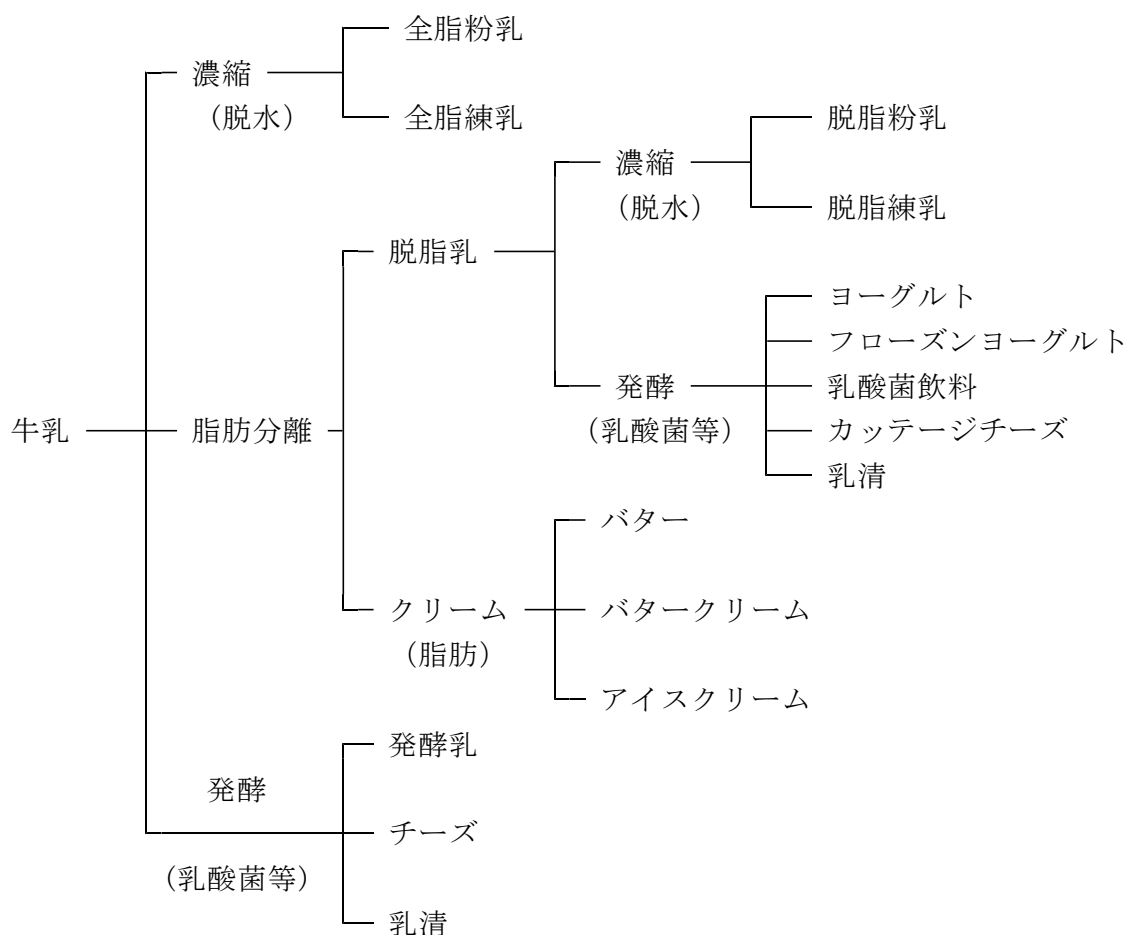 全脂粉乳
濃縮
(脱水)
全脂練乳
脱脂粉乳
濃縮
(脱水)
脱脂練乳
脱脂乳
ヨーグルト
フローズンヨーグルト
発酵
(乳酸菌等)
乳酸菌飲料
牛乳
脂肪分離
カッテージチーズ
乳清
バター
クリーム
(脂肪)
バタークリーム
アイスクリーム
発酵乳
発酵
(乳酸菌等)
チーズ
乳清